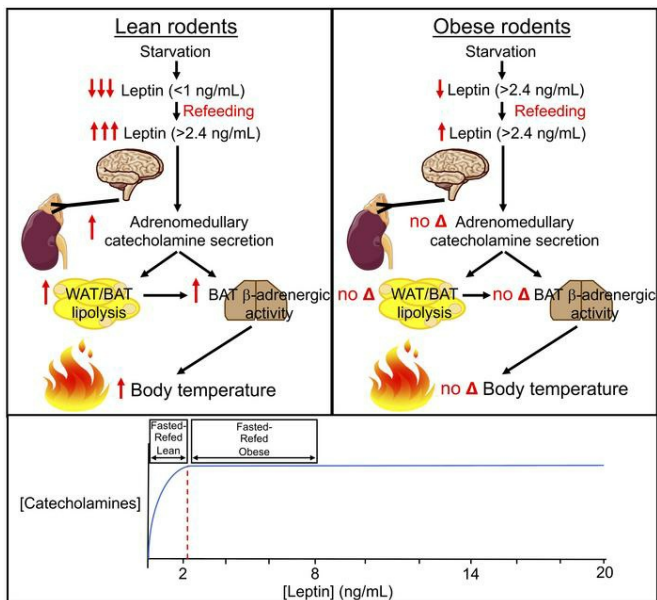 Lean rodents
Starvation
↓↓↓ Leptin (<1 ng/mL)
Refeeding
↑↑↑ Leptin (>2.4 ng/mL)
↑ Adrenomedullary
catecholamine secretion
↑ WAT/BAT
lipolysis
↑ BAT β-adrenergic
activity
↑ Body temperature
Obese rodents
Starvation
↓ Leptin (>2.4 ng/mL)
Refeeding
↑ Leptin (>2.4 ng/mL)
no Δ Adrenomedullary
catecholamine secretion
no Δ WAT/BAT
lipolysis
no Δ BAT β-adrenergic
activity
no Δ Body temperature
Fasted-
Refed
Lean
Fasted-
Refed
Obese
[Catecholamines]
2 8 14 20
[Leptin] (ng/mL)